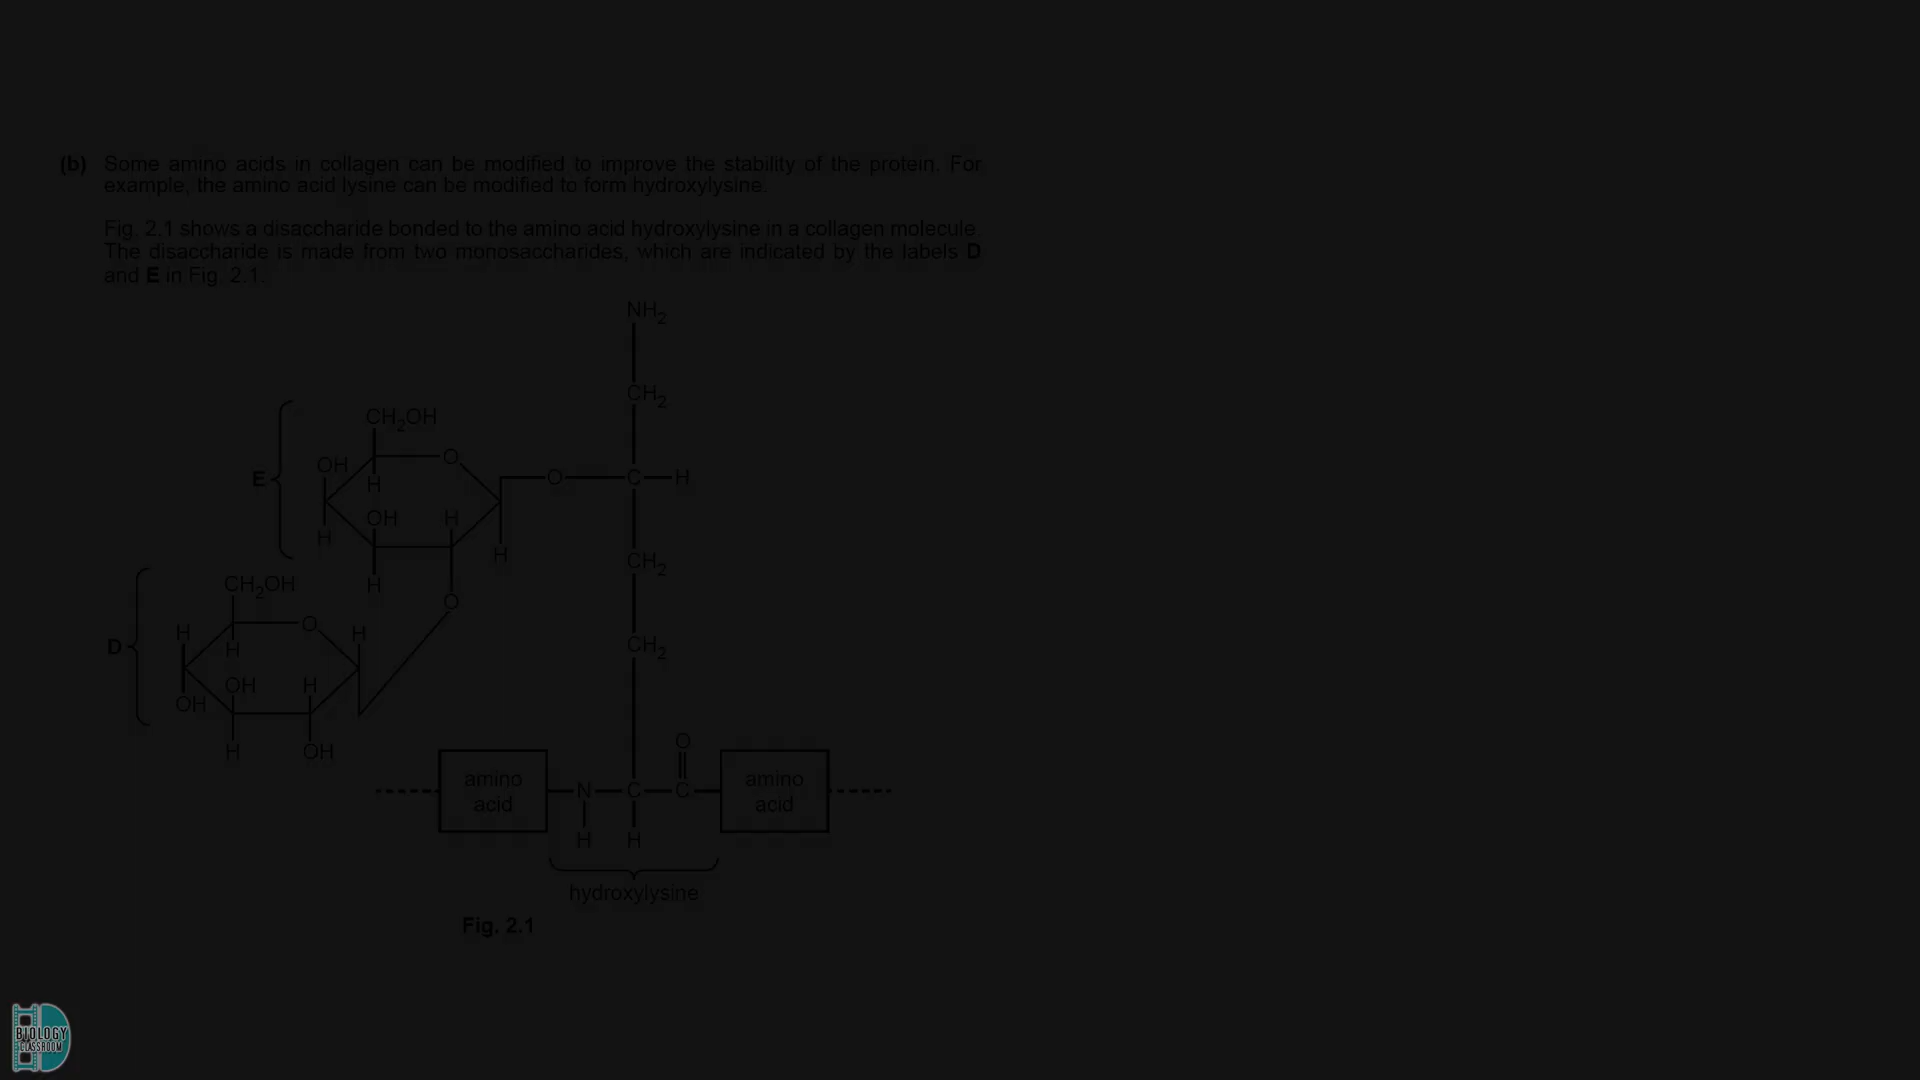 (b) Some amino acids in collagen can be modified to improve the stability of the protein. For
example, the amino acid lysine can be modified to form hydroxylysine.
Fig. 2.1 shows a disaccharide bonded to the amino acid hydroxylysine in a collagen molecule.
The disaccharide is made from two monosaccharides, which are indicated by the labels D
and E in Fig. 2.1.
NH2
CH2
CH2OH
OH O
E H O C H
OH H
H H
CH2
H
CH2OH O
H O H
D H CH2
OH H
OH
H OH
O
amino acid N C C amino acid
H H
hydroxylysine
Fig. 2.1
BIOLOGY
CLASSROOM